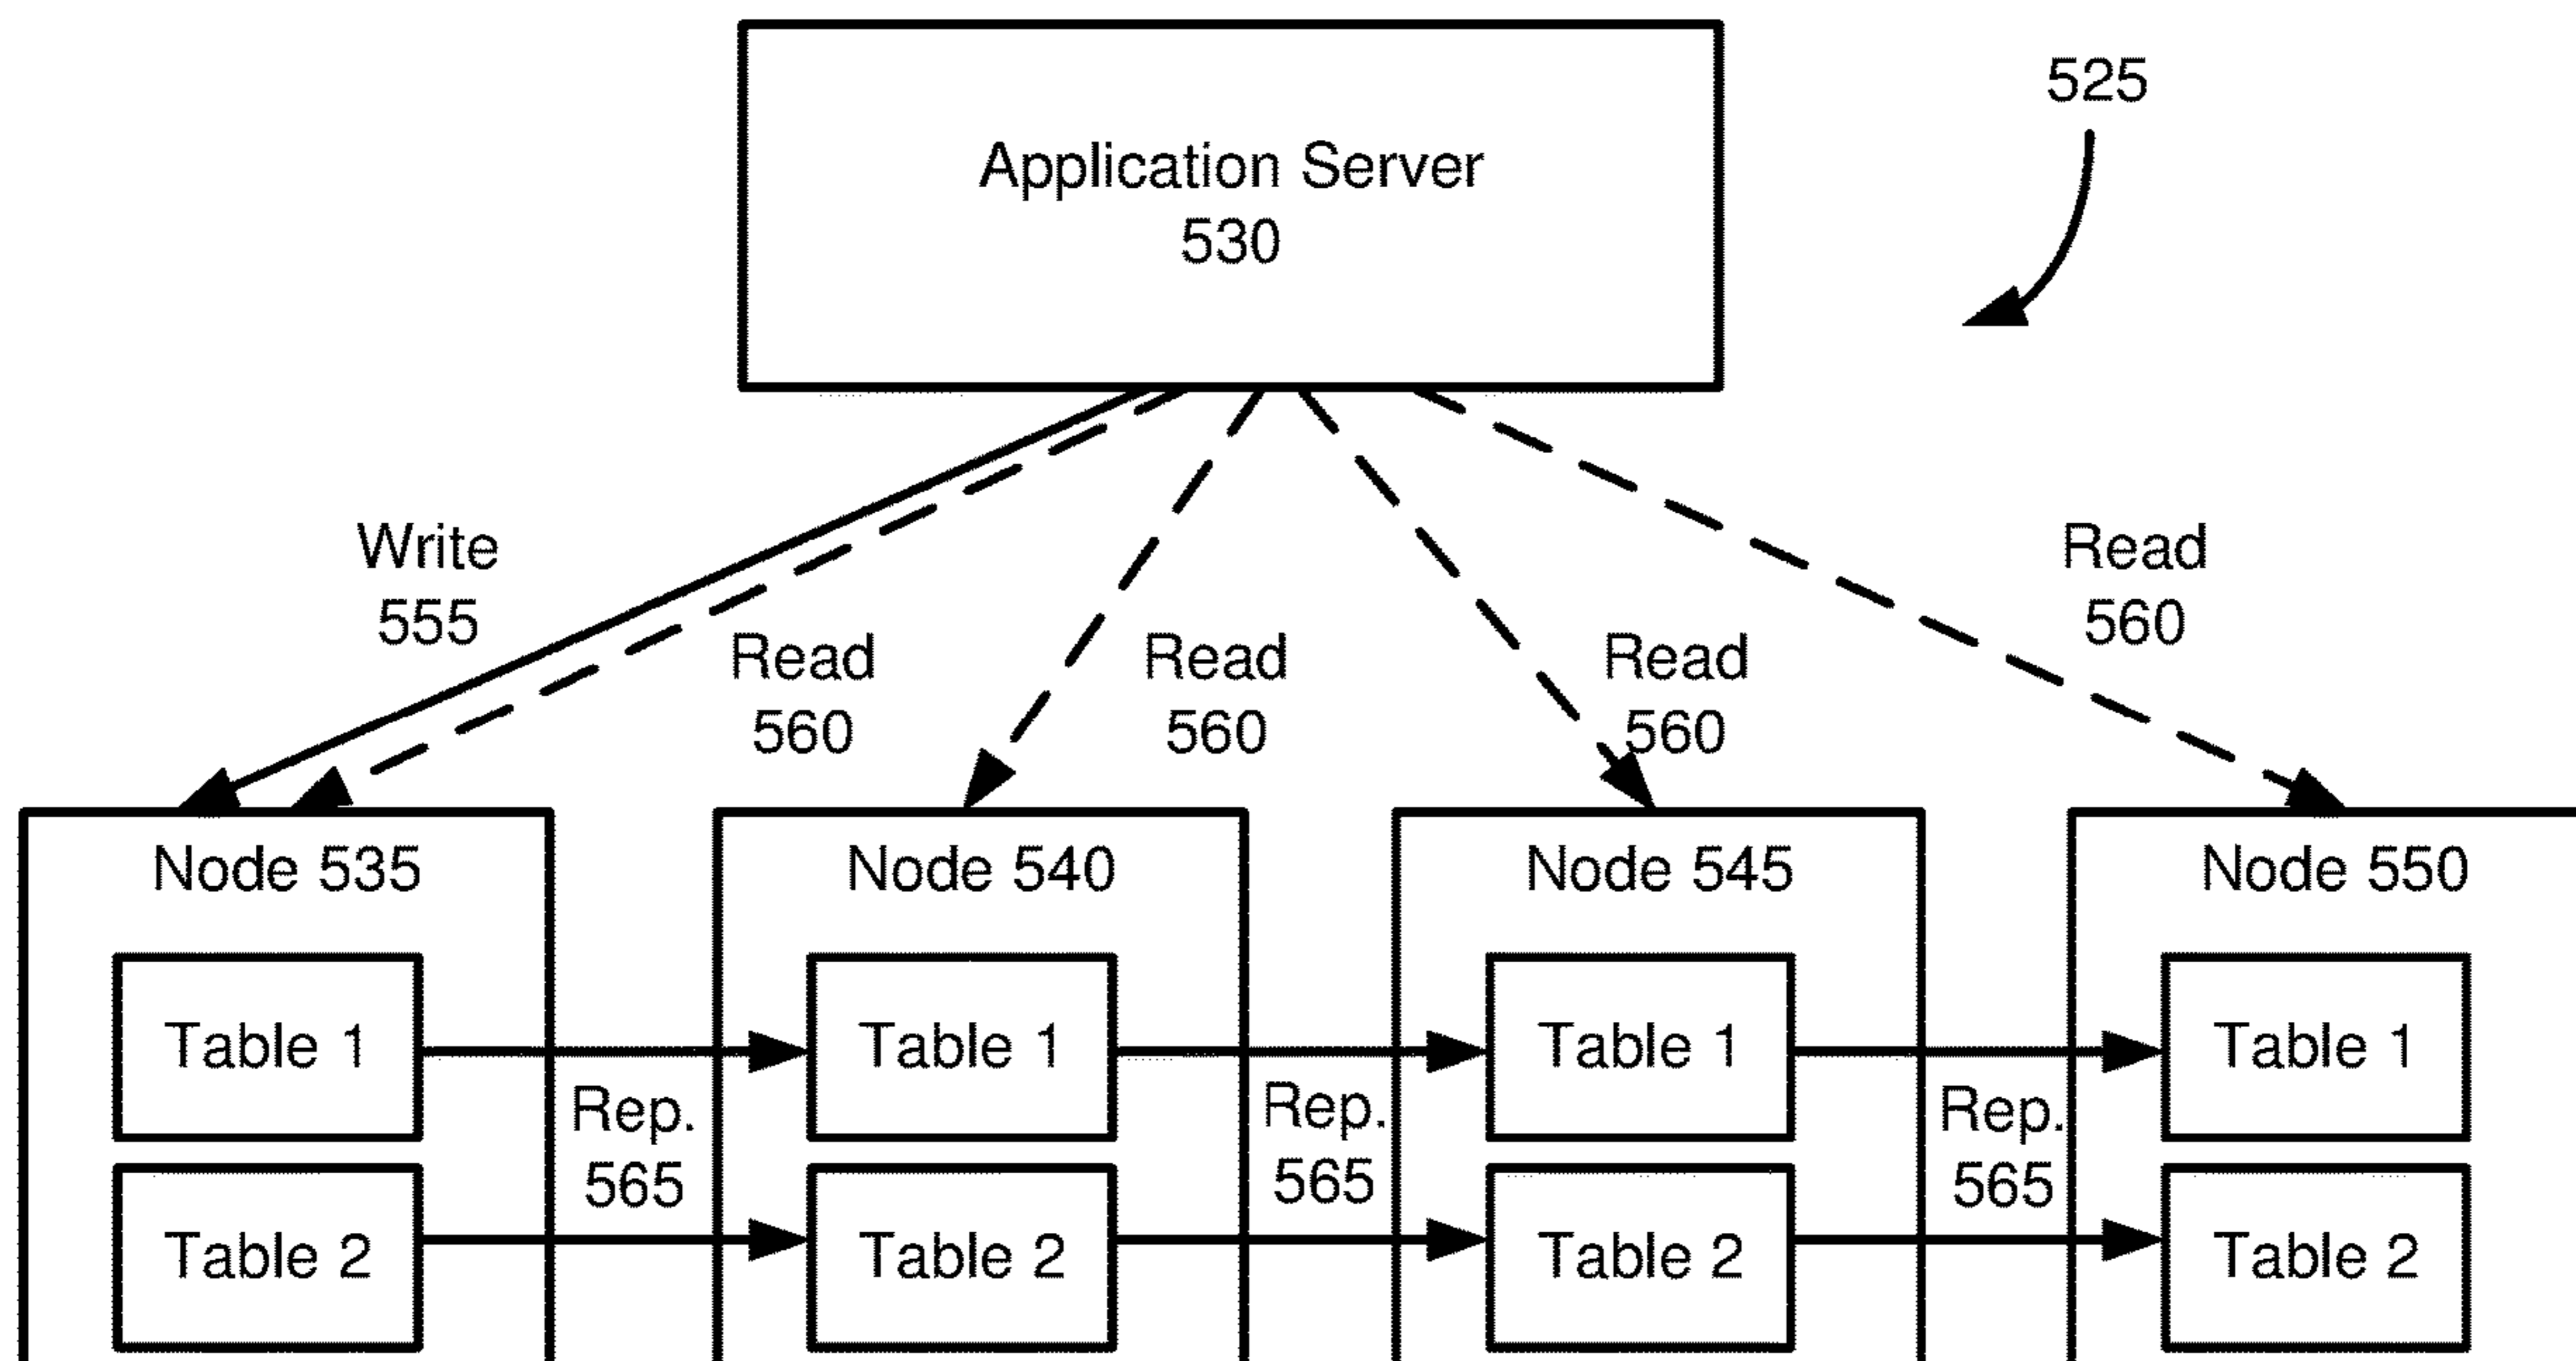 525
Application Server
530
Write
555
Read
560
Read
560
Read
560
Read
560
Node 535
Node 540
Node 545
Node 550
Table 1
Table 1
Table 1
Table 1
Rep.
565
Rep.
565
Rep.
565
Table 2
Table 2
Table 2
Table 2